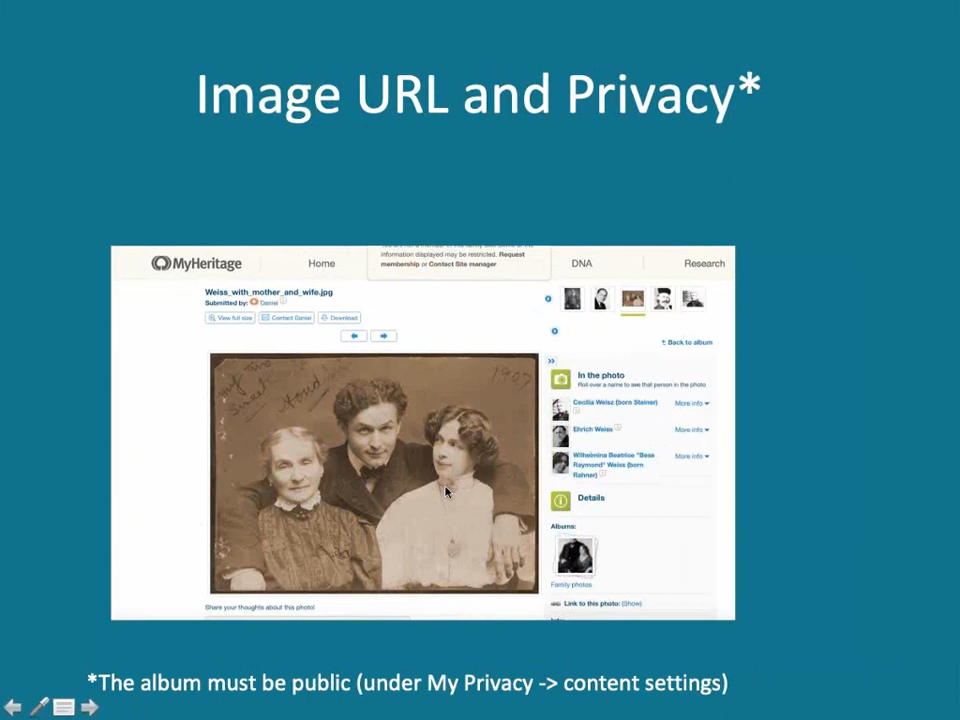 Image URL and Privacy*
MyHeritage
Home
information displayed may be restricted. Request
membership or Contact Site manager
DNA
Research
Weiss_with_mother_and_wife.jpg
Submitted by: Daniel
View full size
Contact Daniel
Download
Back to album
In the photo
Roll over a name to see that person in the photo
Cecilia Weisz (born Steiner)
More info
Ehrich Weiss
More info
Wilhelmina Beatrice "Bess
Raymond" Weiss (born
Rahner)
More info
my two
Sweet
1907
Details
Albums:
Family photos
Link to this photo: (Show)
Share your thoughts about this photo!
*The album must be public (under My Privacy -> content settings)